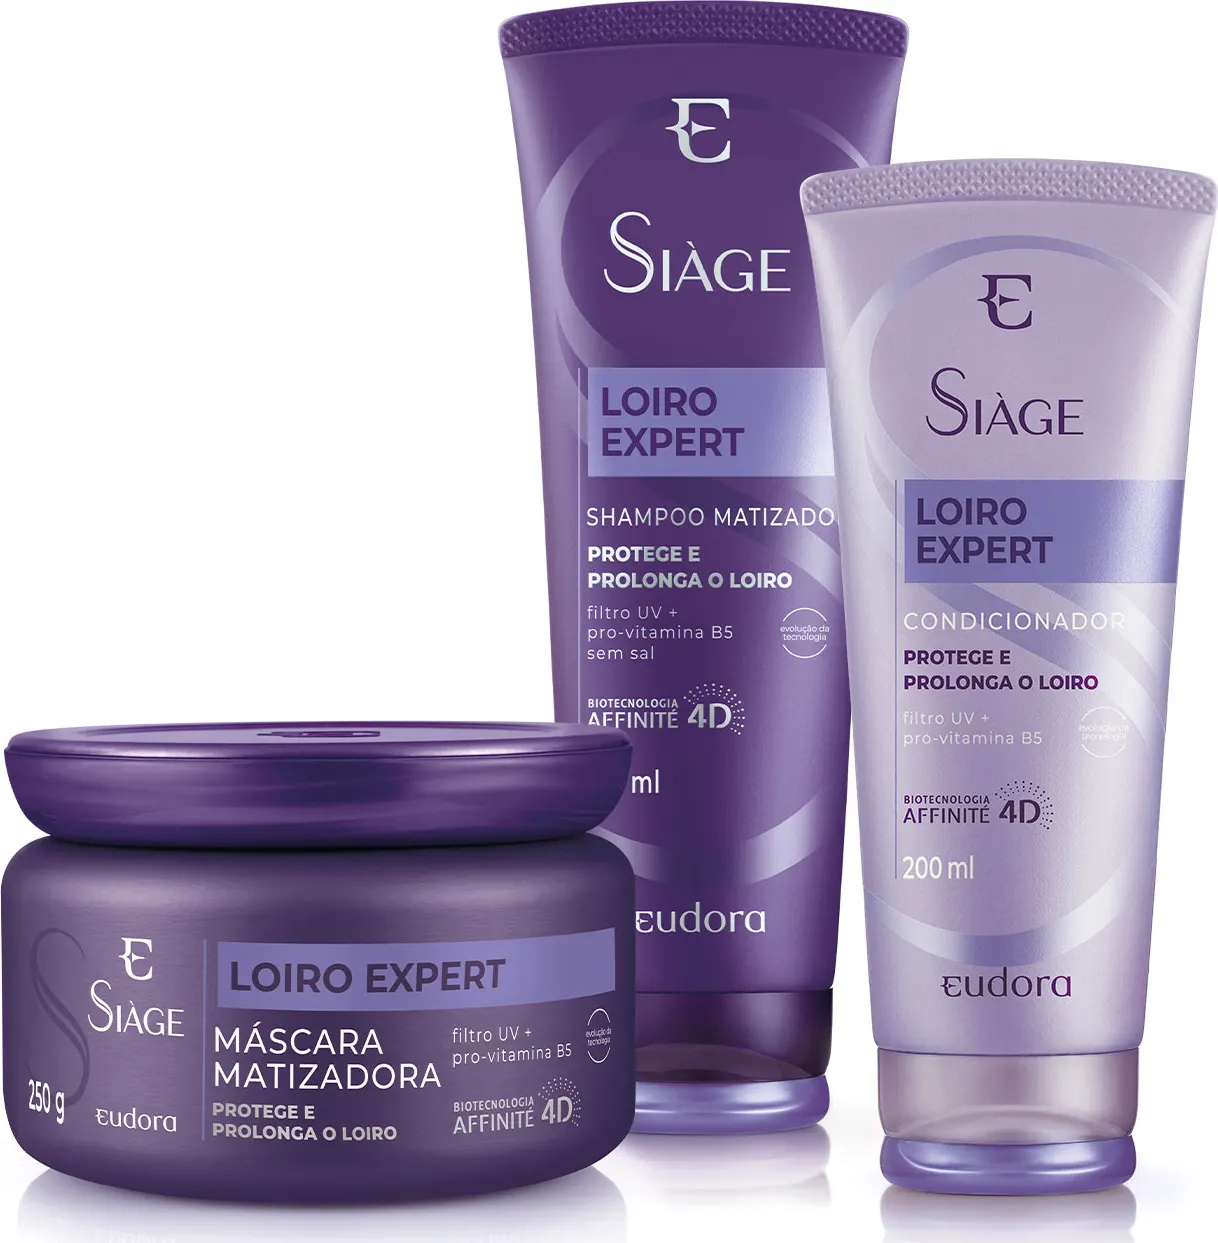 E
SIÀGE
LOIRO
EXPERT
SHAMPOO MATIZADO
PROTEGE E
PROLONGA O LOIRO
filtro UV +
pro-vitamina B5
sem sal
evolução da
tecnologia
BIOTECNOLOGIA
AFFINITÉ 4D
ml
eudora
E
SIÀGE
LOIRO
EXPERT
CONDICIONADOR
PROTEGE E
PROLONGA O LOIRO
filtro UV +
pro-vitamina B5
evolução da
tecnologia
BIOTECNOLOGIA
AFFINITÉ 4D
200 ml
eudora
E
SIÀGE
250 g
eudora
LOIRO EXPERT
MÁSCARA
MATIZADORA
PROTEGE E
PROLONGA O LOIRO
filtro UV +
pro-vitamina B5
evolução da
tecnologia
BIOTECNOLOGIA
AFFINITÉ 4D